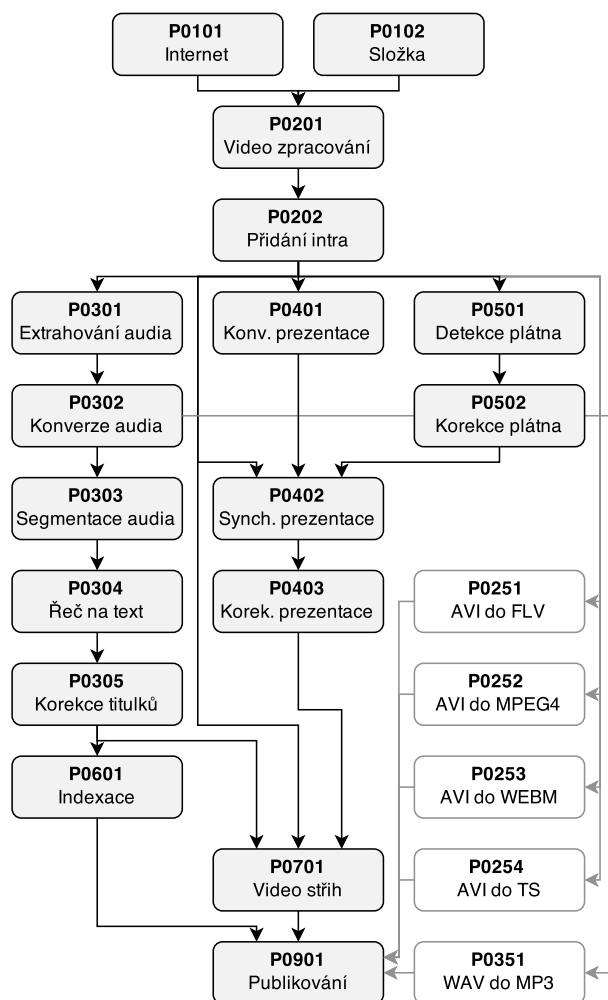 P0101
Internet
P0102
Složka
P0201
Video zpracování
P0202
Přidání intra
P0301
Extrahování audia
P0401
Konv. prezentace
P0501
Detekce plátna
P0302
Konverze audia
P0502
Korekce plátna
P0303
Segmentace audia
P0402
Synch. prezentace
P0304
Řeč na text
P0403
Korek. prezentace
P0251
AVI do FLV
P0305
Korekce titulků
P0252
AVI do MPEG4
P0601
Indexace
P0253
AVI do WEBM
P0701
Video střih
P0254
AVI do TS
P0901
Publikování
P0351
WAV do MP3